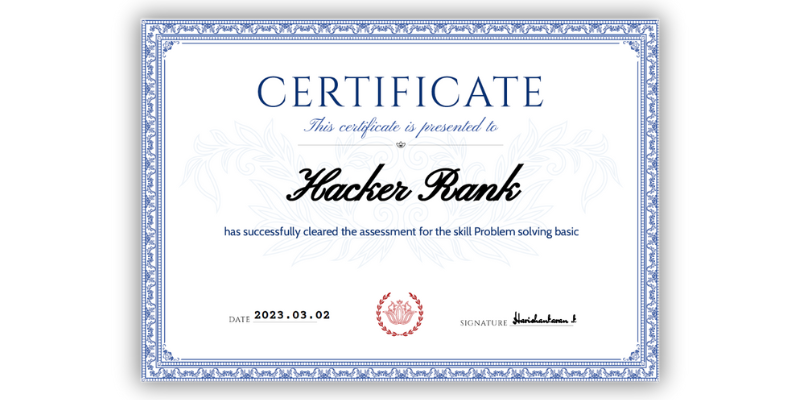 CERTIFICATE
This certificate is presented to
Hacker Rank
has successfully cleared the assessment for the skill Problem solving basic
DATE 2023.03.02
SIGNATURE Harishankaran k